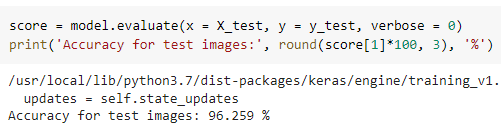 score = model.evaluate(x = X_test, y = y_test, verbose = 0)
print('Accuracy for test images:', round(score[1]*100, 3), '%')
/usr/local/lib/python3.7/dist-packages/keras/engine/training_v1.
updates = self.state_updates
Accuracy for test images: 96.259 %